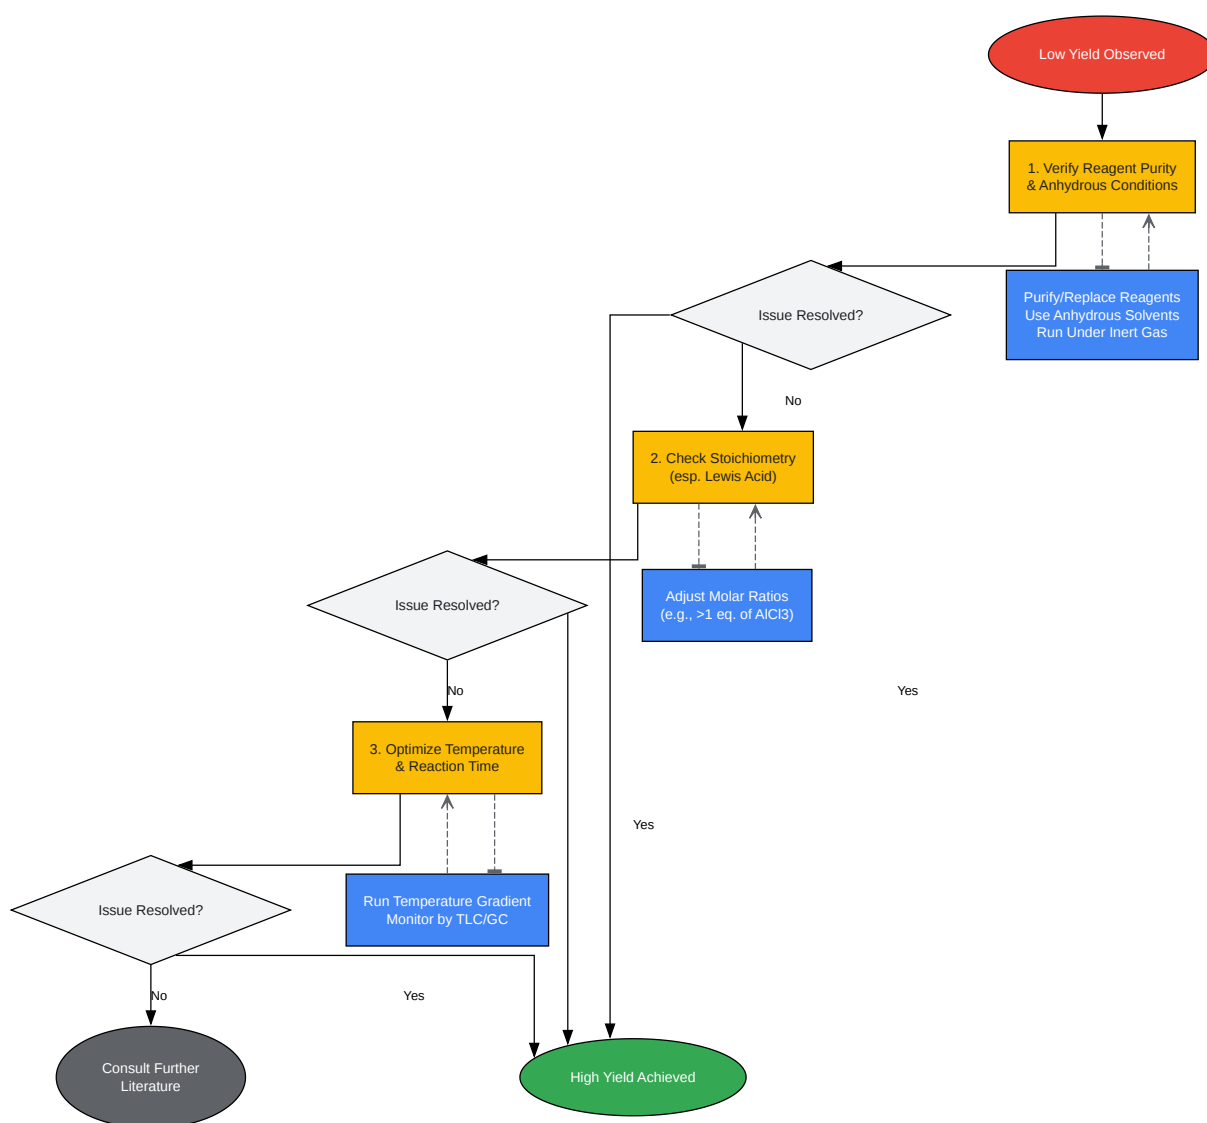 Low Yield Observed
1. Verify Reagent Purity
& Anhydrous Conditions
Purify/Replace Reagents
Use Anhydrous Solvents
Run Under Inert Gas
Issue Resolved?
No
2. Check Stoichiometry
(esp. Lewis Acid)
Adjust Molar Ratios
(e.g., >1 eq. of AlCl3)
Issue Resolved?
No
Yes
3. Optimize Temperature
& Reaction Time
Yes
Run Temperature Gradient
Monitor by TLC/GC
Issue Resolved?
No
Yes
Consult Further
Literature
High Yield Achieved